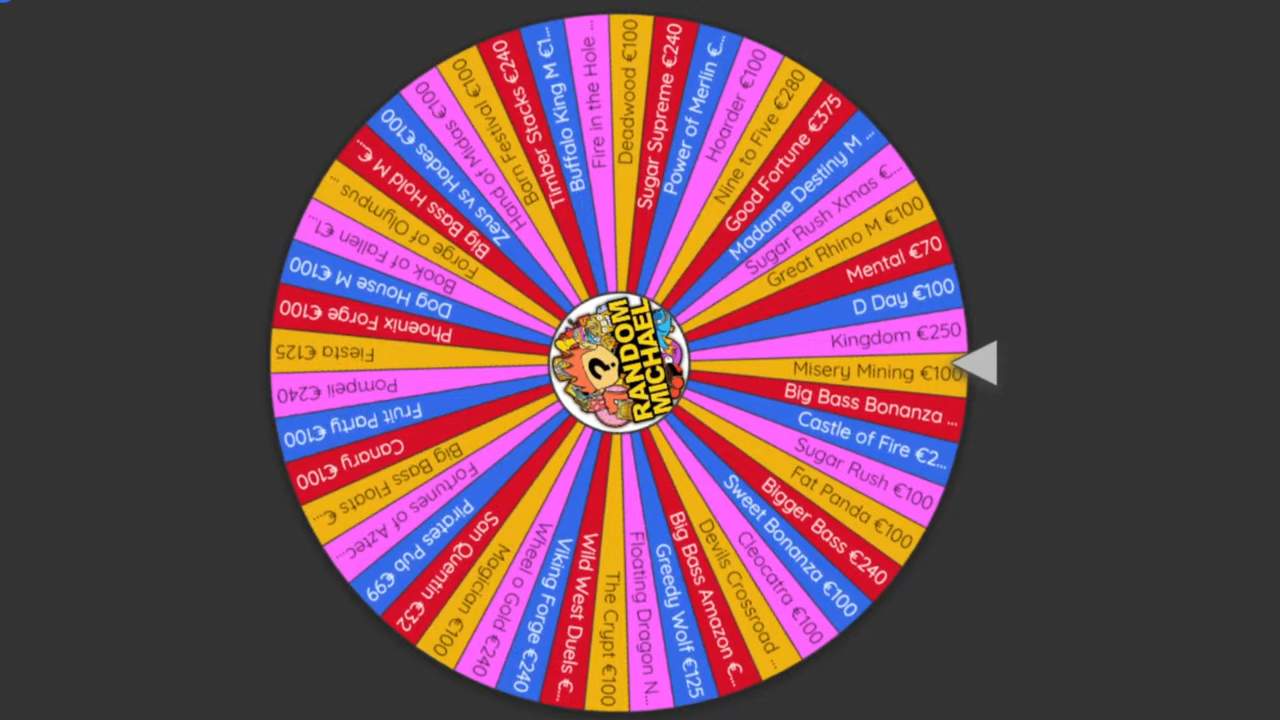 Deadwood €100
Sugar Supreme €240
Power of Merlin €...
Hoarder €100
Nine to Five €280
Good Fortune €375
Madame Destiny M ...
Sugar Rush Xmas €...
Great Rhino M €100
Mental €70
D Day €100
Kingdom €250
Misery Mining €100
Big Bass Bonanza ...
Castle of Fire €2...
Sugar Rush €100
Fat Panda €100
Bigger Bass €240
Sweet Bonanza €100
Cleocatra €100
Devils Crossroad ...
Big Bass Amazon €...
Greedy Wolf €125
Floating Dragon N...
The Crypt €100
Wild West Duels €...
Viking Forge €240
Wheel o Gold €240
Magician €100
San Quentin €32
Pirates Pub €99
Fortunes of Aztec...
Big Bass Floats €...
Canary €100
Fruit Party €100
Pompeii €240
Fiesta €125
Phoenix Forge €100
Dog House M €100
Book of Fallen €1...
Forge of Olympus ...
Big Bass Hold M €...
Zeus vs Hades €100
Hand of Midas €100
Barn Festival €100
Timber Stacks €240
Buffalo King M €1...
Fire in the Hole ...
RANDOM
MICHAEL
?